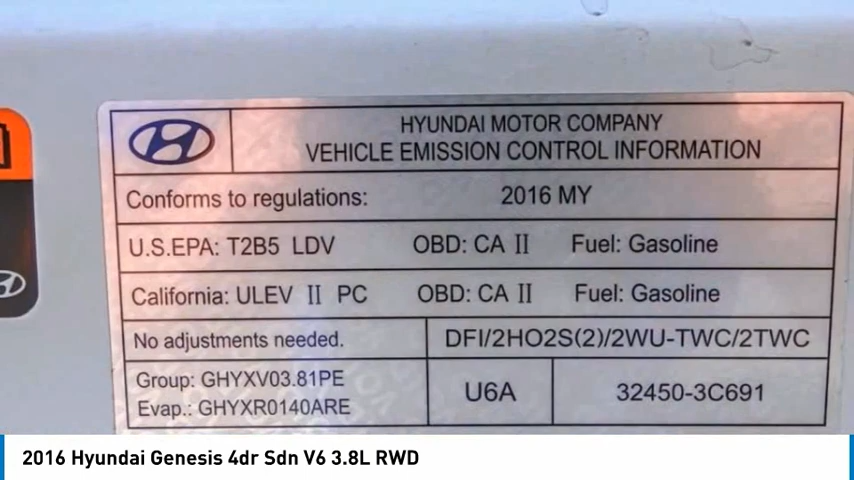 HYUNDAI MOTOR COMPANY
VEHICLE EMISSION CONTROL INFORMATION
Conforms to regulations: 2016 MY
U.S.EPA: T2B5 LDV OBD: CA II Fuel: Gasoline
California: ULEV II PC OBD: CA II Fuel: Gasoline
No adjustments needed. DFI/2HO2S(2)/2WU-TWC/2TWC
Group: GHYXV03.81PE
Evap.: GHYXR0140ARE
U6A 32450-3C691
2016 Hyundai Genesis 4dr Sdn V6 3.8L RWD